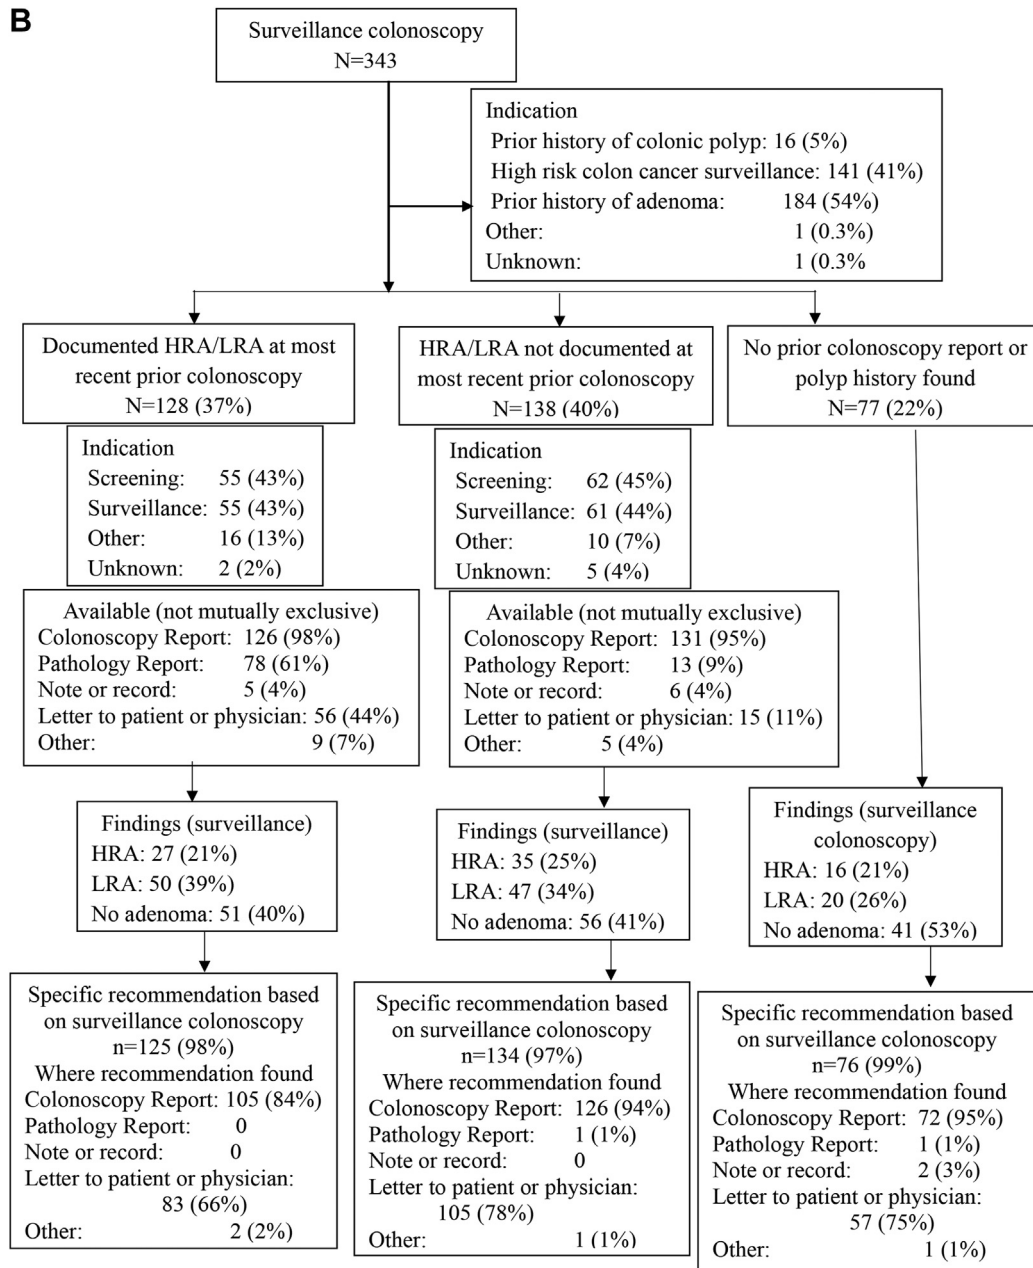 B
Surveillance colonoscopy
N=343
Indication
Prior history of colonic polyp: 16 (5%)
High risk colon cancer surveillance: 141 (41%)
Prior history of adenoma: 184 (54%)
Other: 1 (0.3%)
Unknown: 1 (0.3%
Documented HRA/LRA at most
recent prior colonoscopy
N=128 (37%)
Indication
Screening: 55 (43%)
Surveillance: 55 (43%)
Other: 16 (13%)
Unknown: 2 (2%)
Available (not mutually exclusive)
Colonoscopy Report: 126 (98%)
Pathology Report: 78 (61%)
Note or record: 5 (4%)
Letter to patient or physician: 56 (44%)
Other: 9 (7%)
Findings (surveillance)
HRA: 27 (21%)
LRA: 50 (39%)
No adenoma: 51 (40%)
Specific recommendation based
on surveillance colonoscopy
n=125 (98%)
Where recommendation found
Colonoscopy Report: 105 (84%)
Pathology Report: 0
Note or record: 0
Letter to patient or physician:
83 (66%)
Other: 2 (2%)
HRA/LRA not documented at
most recent prior colonoscopy
N=138 (40%)
Indication
Screening: 62 (45%)
Surveillance: 61 (44%)
Other: 10 (7%)
Unknown: 5 (4%)
Available (not mutually exclusive)
Colonoscopy Report: 131 (95%)
Pathology Report: 13 (9%)
Note or record: 6 (4%)
Letter to patient or physician: 15 (11%)
Other: 5 (4%)
Findings (surveillance)
HRA: 35 (25%)
LRA: 47 (34%)
No adenoma: 56 (41%)
Specific recommendation based
on surveillance colonoscopy
n=134 (97%)
Where recommendation found
Colonoscopy Report: 126 (94%)
Pathology Report: 1 (1%)
Note or record: 0
Letter to patient or physician:
105 (78%)
Other: 1 (1%)
No prior colonoscopy report or
polyp history found
N=77 (22%)
Findings (surveillance
colonoscopy)
HRA: 16 (21%)
LRA: 20 (26%)
No adenoma: 41 (53%)
Specific recommendation based
on surveillance colonoscopy
n=76 (99%)
Where recommendation found
Colonoscopy Report: 72 (95%)
Pathology Report: 1 (1%)
Note or record: 2 (3%)
Letter to patient or physician:
57 (75%)
Other: 1 (1%)